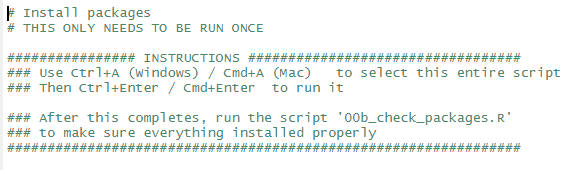 # Install packages
# THIS ONLY NEEDS TO BE RUN ONCE
################ INSTRUCTIONS ##################################
### Use Ctrl+A (Windows) / Cmd+A (Mac)   to select this entire script
### Then Ctrl+Enter / Cmd+Enter  to run it
### After this completes, run the script '00b_check_packages.R'
### to make sure everything installed properly
################################################################